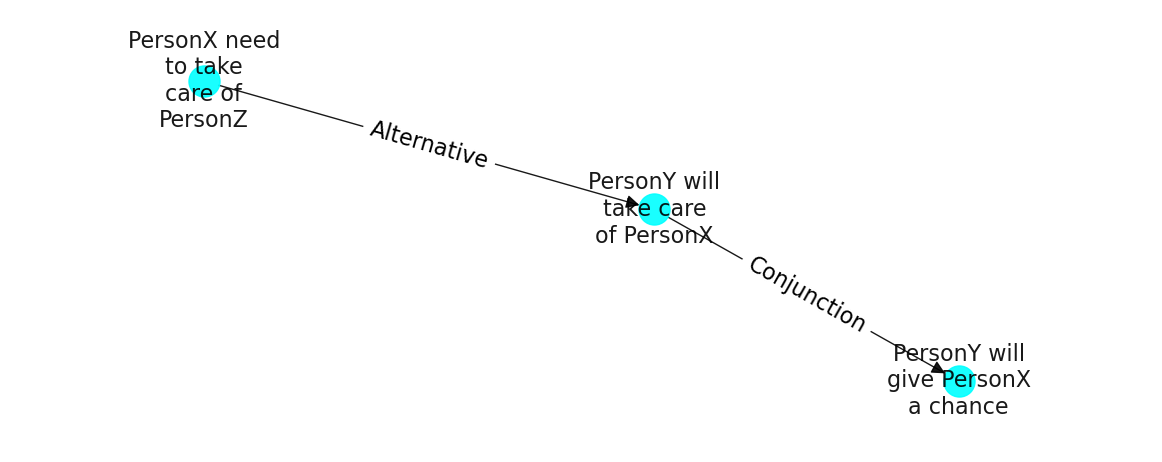 PersonX need
to take
care of
PersonZ
Alternative
PersonY will
take care
of PersonX
Conjunction
PersonY will
give PersonX
a chance